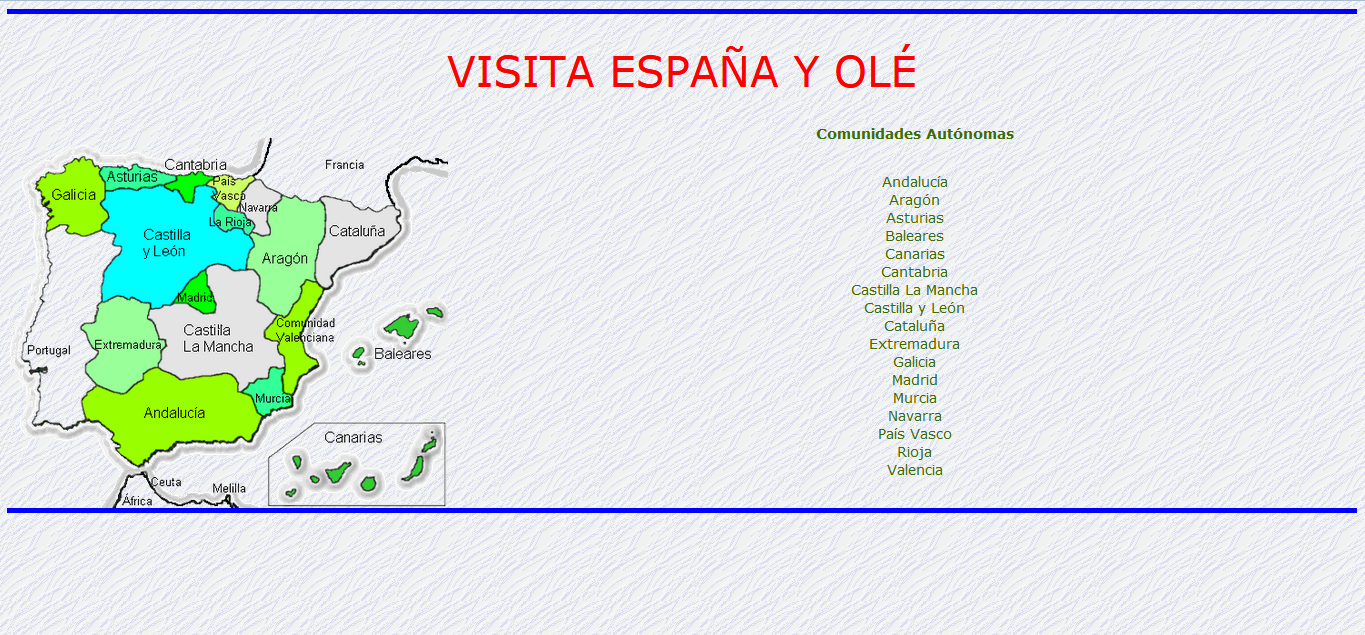 VISITA ESPAÑA Y OLÉ
Cantabria
Francia
Asturias
País
Vasco
Galicia
Navarra
La Rioja
Cataluña
Castilla
y León
Aragón
Madrid
Comunidad
Valenciana
Castilla
La Mancha
Extremadura
Portugal
Baleares
Murcia
Andalucía
Canarias
Ceuta
Melilla
África
Comunidades Autónomas
Andalucía
Aragón
Asturias
Baleares
Canarias
Cantabria
Castilla La Mancha
Castilla y León
Cataluña
Extremadura
Galicia
Madrid
Murcia
Navarra
País Vasco
Rioja
Valencia